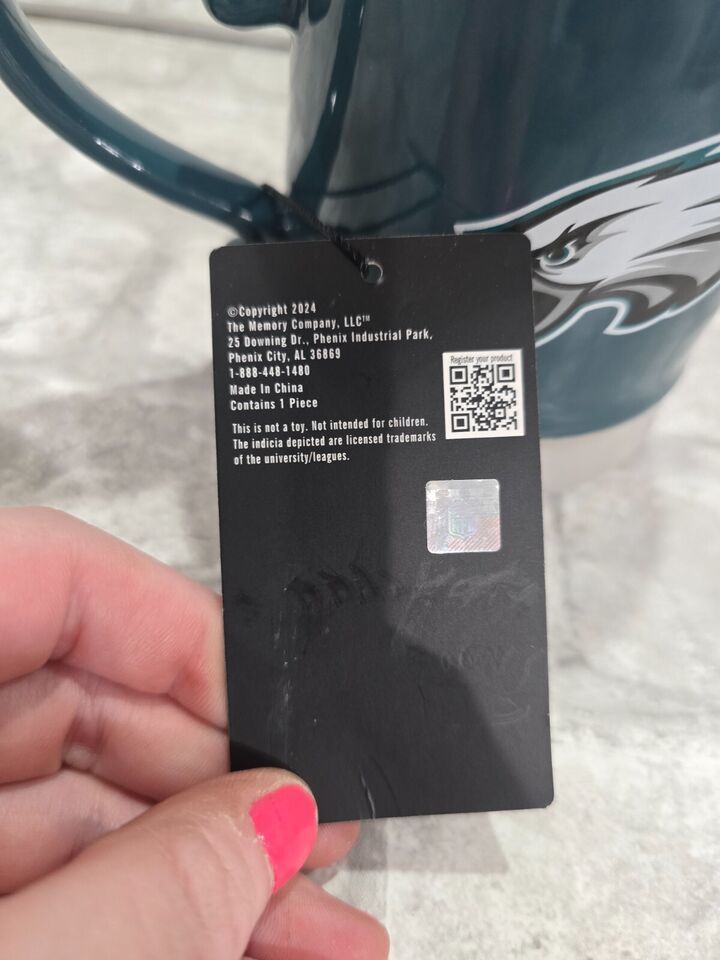 ©Copyright 2024
The Memory Company, LLC™
25 Downing Dr., Phenix Industrial Park,
Phenix City, AL 36869
1-888-448-1480
Made In China
Contains 1 Piece
This is not a toy. Not intended for children.
The indicia depicted are licensed trademarks
of the university/leagues.
Register your product